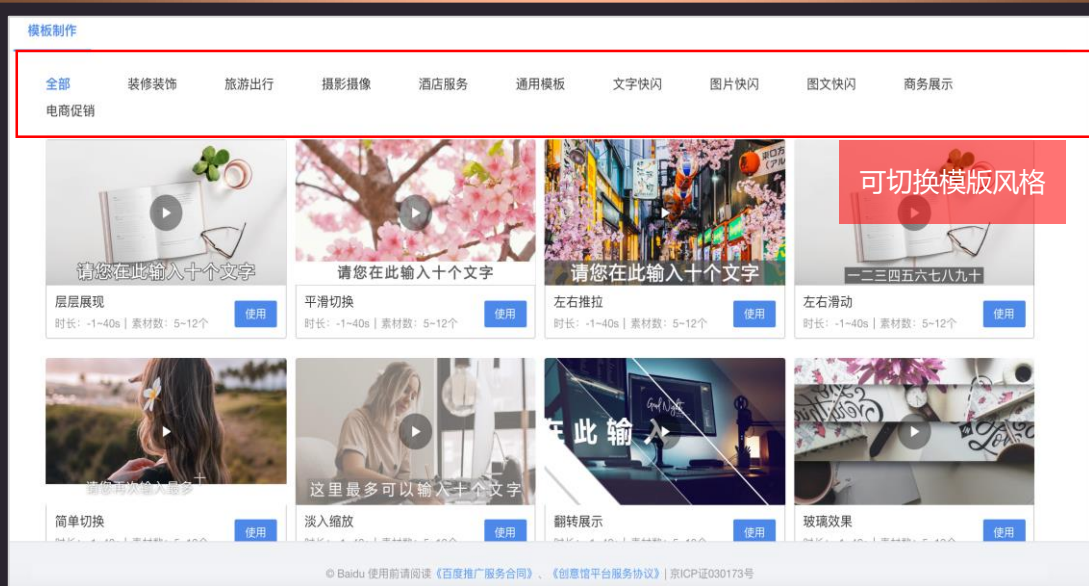 模板制作
全部 装修装饰 旅游出行 摄影摄像 酒店服务 通用模板 文字快闪 图片快闪 图文快闪 商务展示
电商促销
可切换模版风格
请您在此输入十个文字
请您在此输入十个文字
请您在此输入十个文字
一二三四五六七八九十
层层展现
时长：-1~40s | 素材数：5~12个
使用
平滑切换
时长：-1~40s | 素材数：5~12个
使用
左右推拉
时长：-1~40s | 素材数：5~12个
使用
左右滑动
时长：-1~40s | 素材数：5~12个
使用
请您再次输入最多十
这里最多可以输入十个文字
在此输入
Good Night
简单切换
使用
淡入缩放
使用
翻转展示
使用
玻璃效果
使用
© Baidu 使用前请阅读《百度推广服务合同》、《创意馆平台服务协议》| 京ICP证030173号